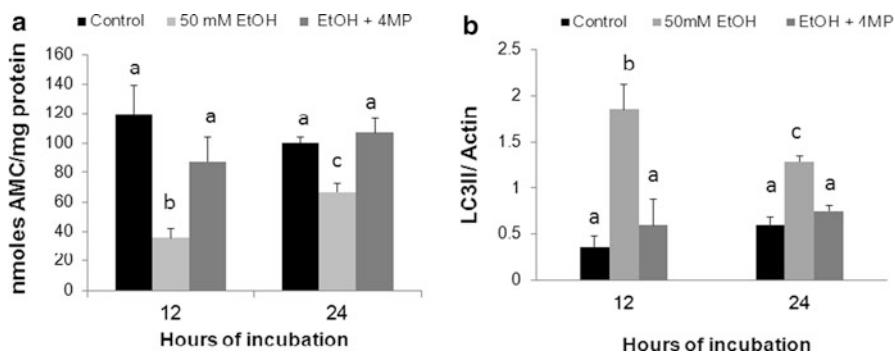 a
Control 50 mM EtOH EtOH + 4MP
nmoles AMC/mg protein
160
140
120
100
80
60
40
20
0
a
b
a
a
c
a
12 24
Hours of incubation
b
Control 50mM EtOH EtOH + 4MP
LC3II/ Actin
2.5
2
1.5
1
0.5
0
a
b
a
a
c
a
12 24
Hours of incubation